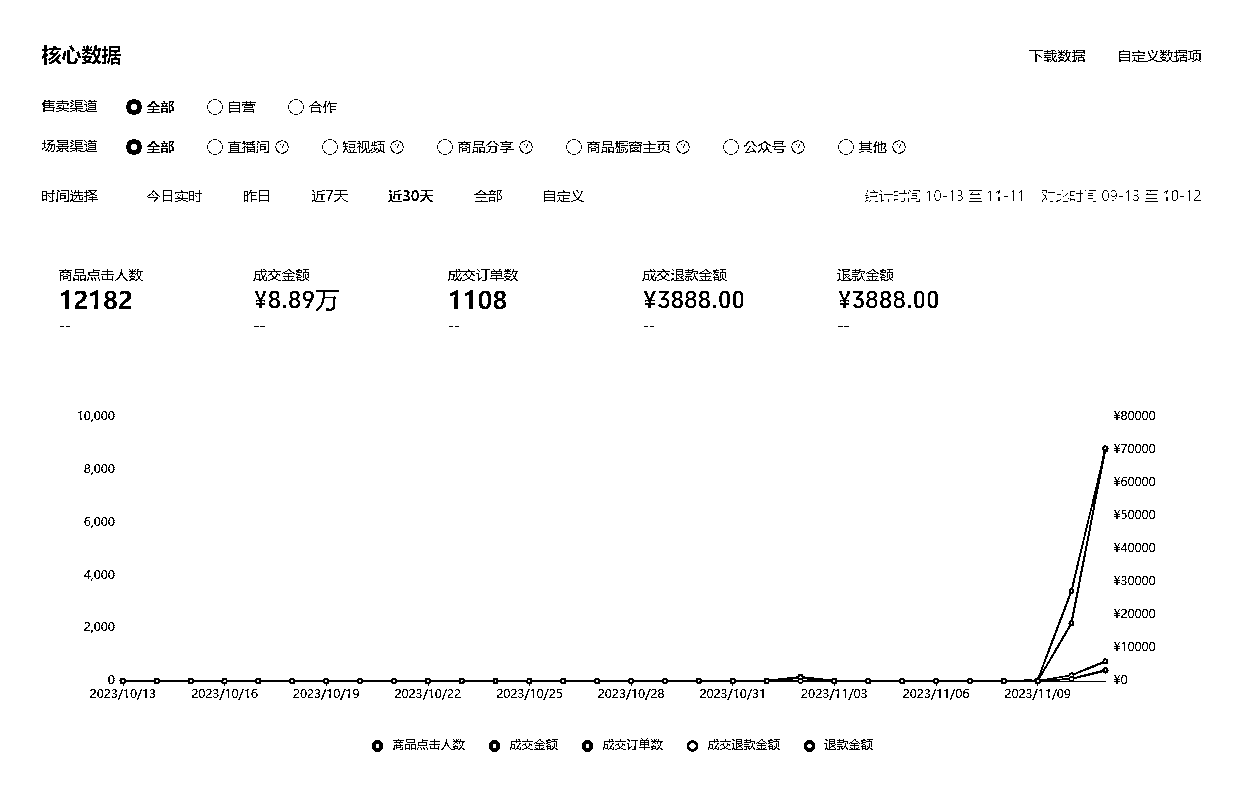 核心数据 下载数据 自定义数据项
售卖渠道 全部 自营 合作
场景渠道 全部 直播间 ? 短视频 ? 商品分享 ? 商品橱窗主页 ? 公众号 ? 其他 ?
时间选择 今日实时 昨日 近7天 近30天 全部 自定义 统计时间 10-13 至 11-11 对比时间 09-13 至 10-12
商品点击人数 成交金额 成交订单数 成交退款金额 退款金额
12182 ¥8.89万 1108 ¥3888.00 ¥3888.00
-- -- -- -- --
10,000 ¥80000
¥70000
8,000
¥60000
6,000 ¥50000
¥40000
4,000 ¥30000
¥20000
2,000
¥10000
0 ¥0
2023/10/13 2023/10/16 2023/10/19 2023/10/22 2023/10/25 2023/10/28 2023/10/31 2023/11/03 2023/11/06 2023/11/09
商品点击人数 成交金额 成交订单数 成交退款金额 退款金额